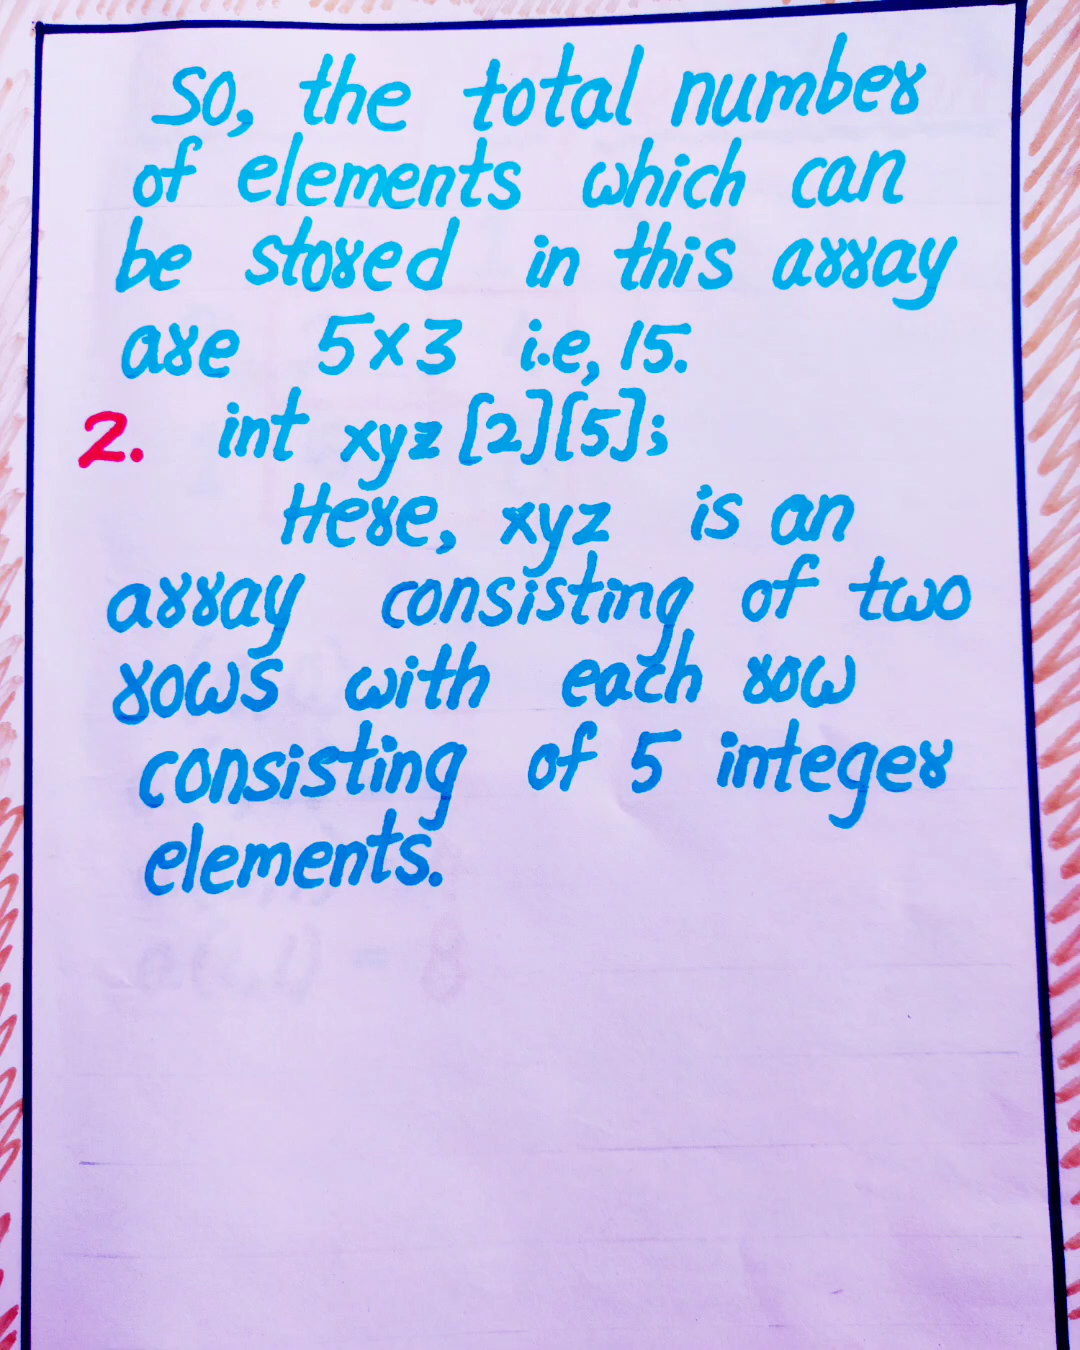 So, the total number
of elements which can
be stored in this array
are 5×3 i.e, 15.
2. int xyz [2][5];
Here, xyz is an
array consisting of two
rows with each row
consisting of 5 integer
elements.